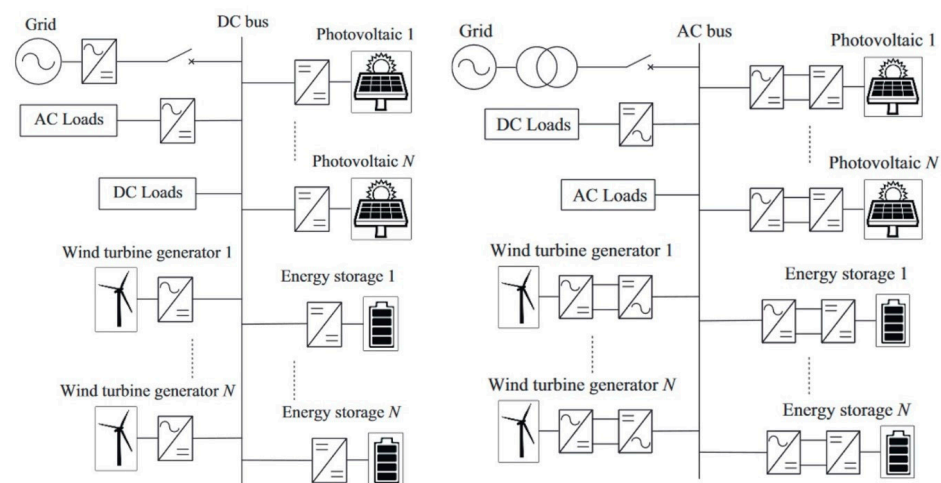 DC bus
Grid
Photovoltaic 1
AC Loads
Photovoltaic N
DC Loads
Wind turbine generator 1
Energy storage 1
Wind turbine generator N
Energy storage N
AC bus
Grid
Photovoltaic 1
DC Loads
Photovoltaic N
AC Loads
Wind turbine generator 1
Energy storage 1
Wind turbine generator N
Energy storage N